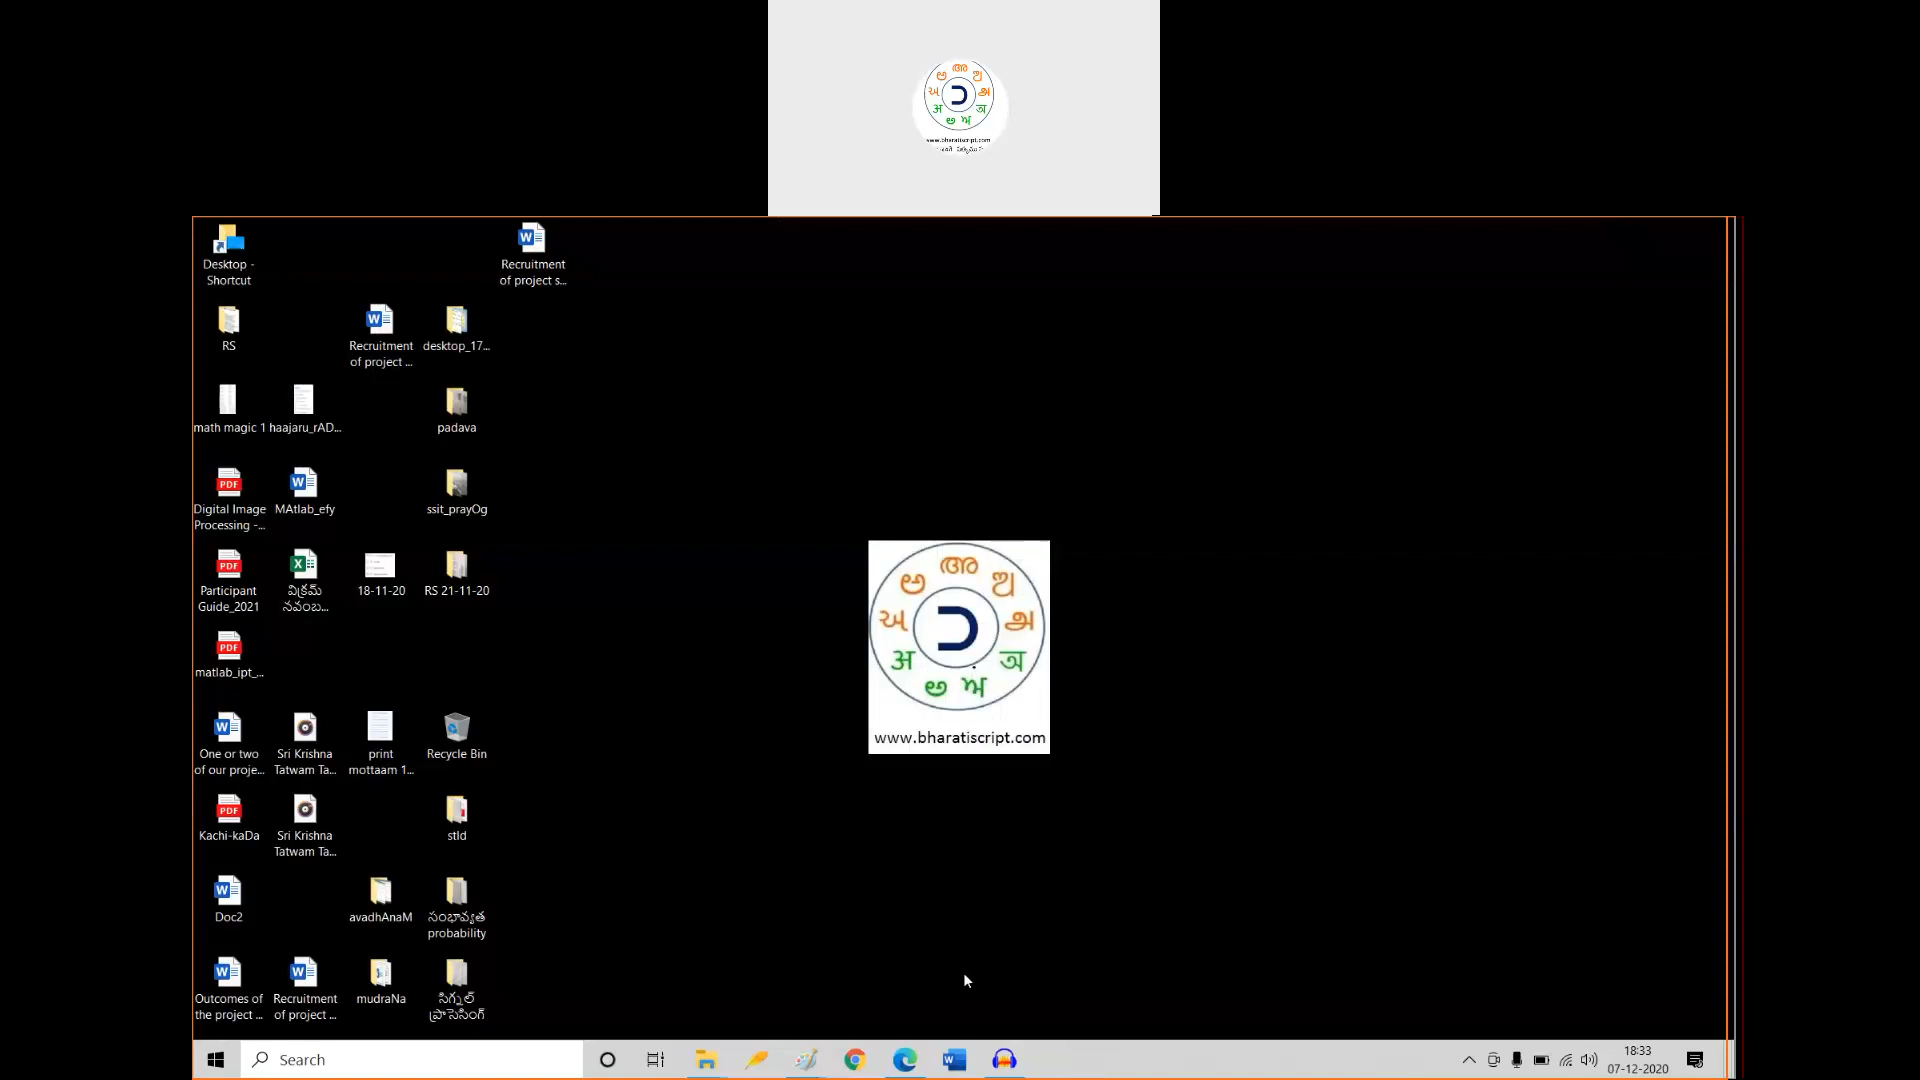 അ
అ
ଅ
અ
அ
अ
অ
ಅ
ਅ
www.bharatiscript.com
Desktop -
Shortcut
Recruitment
of project s...
RS
Recruitment
of project ...
desktop_17...
math magic 1
haajaru_rAD...
padava
Digital Image
Processing -...
MAtlab_efy
ssit_prayOg
Participant
Guide_2021
విక్రమ్
నవంబ...
18-11-20
RS 21-11-20
matlab_ipt_...
അ
అ
ଅ
અ
அ
अ
অ
ಅ
ਅ
www.bharatiscript.com
One or two
of our proje...
Sri Krishna
Tatwam Ta...
print
mottaam 1...
Recycle Bin
Kachi-kaDa
Sri Krishna
Tatwam Ta...
stld
Doc2
avadhAnaM
సంభావ్యత
probability
Outcomes of
the project ...
Recruitment
of project ...
mudraNa
సిగ్నల్
ప్రాసెసింగ్
Search
18:33
07-12-2020